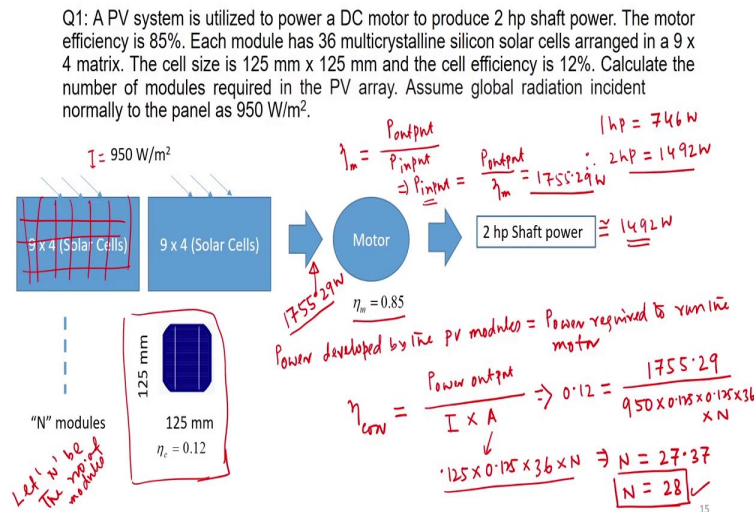 Q1: A PV system is utilized to power a DC motor to produce 2 hp shaft power. The motor
efficiency is 85%. Each module has 36 multicrystalline silicon solar cells arranged in a 9 x
4 matrix. The cell size is 125 mm x 125 mm and the cell efficiency is 12%. Calculate the
number of modules required in the PV array. Assume global radiation incident
normally to the panel as 950 W/m².
1hp = 746 W
∴ 2hp = 1492W
I = 950 W/m²
η_m = Poutput / Pinput
⇒ Pinput = Poutput / η_m = 1755.29W
9 x 4 (Solar Cells)
9 x 4 (Solar Cells)
Motor
2 hp Shaft power
≅ 1492W
1755.29W
η_m = 0.85
Power developed by the PV modules = Power required to run the
motor
125 mm
125 mm
η_c = 0.12
"N" modules
Let 'N' be
The no. of
modules
η_con = Power output / I × A ⇒ 0.12 = 1755.29 / 950×0.125×0.125×36
× N
.125 × 0.125 × 36 × N
⇒ N = 27.37
N = 28 ✓
15